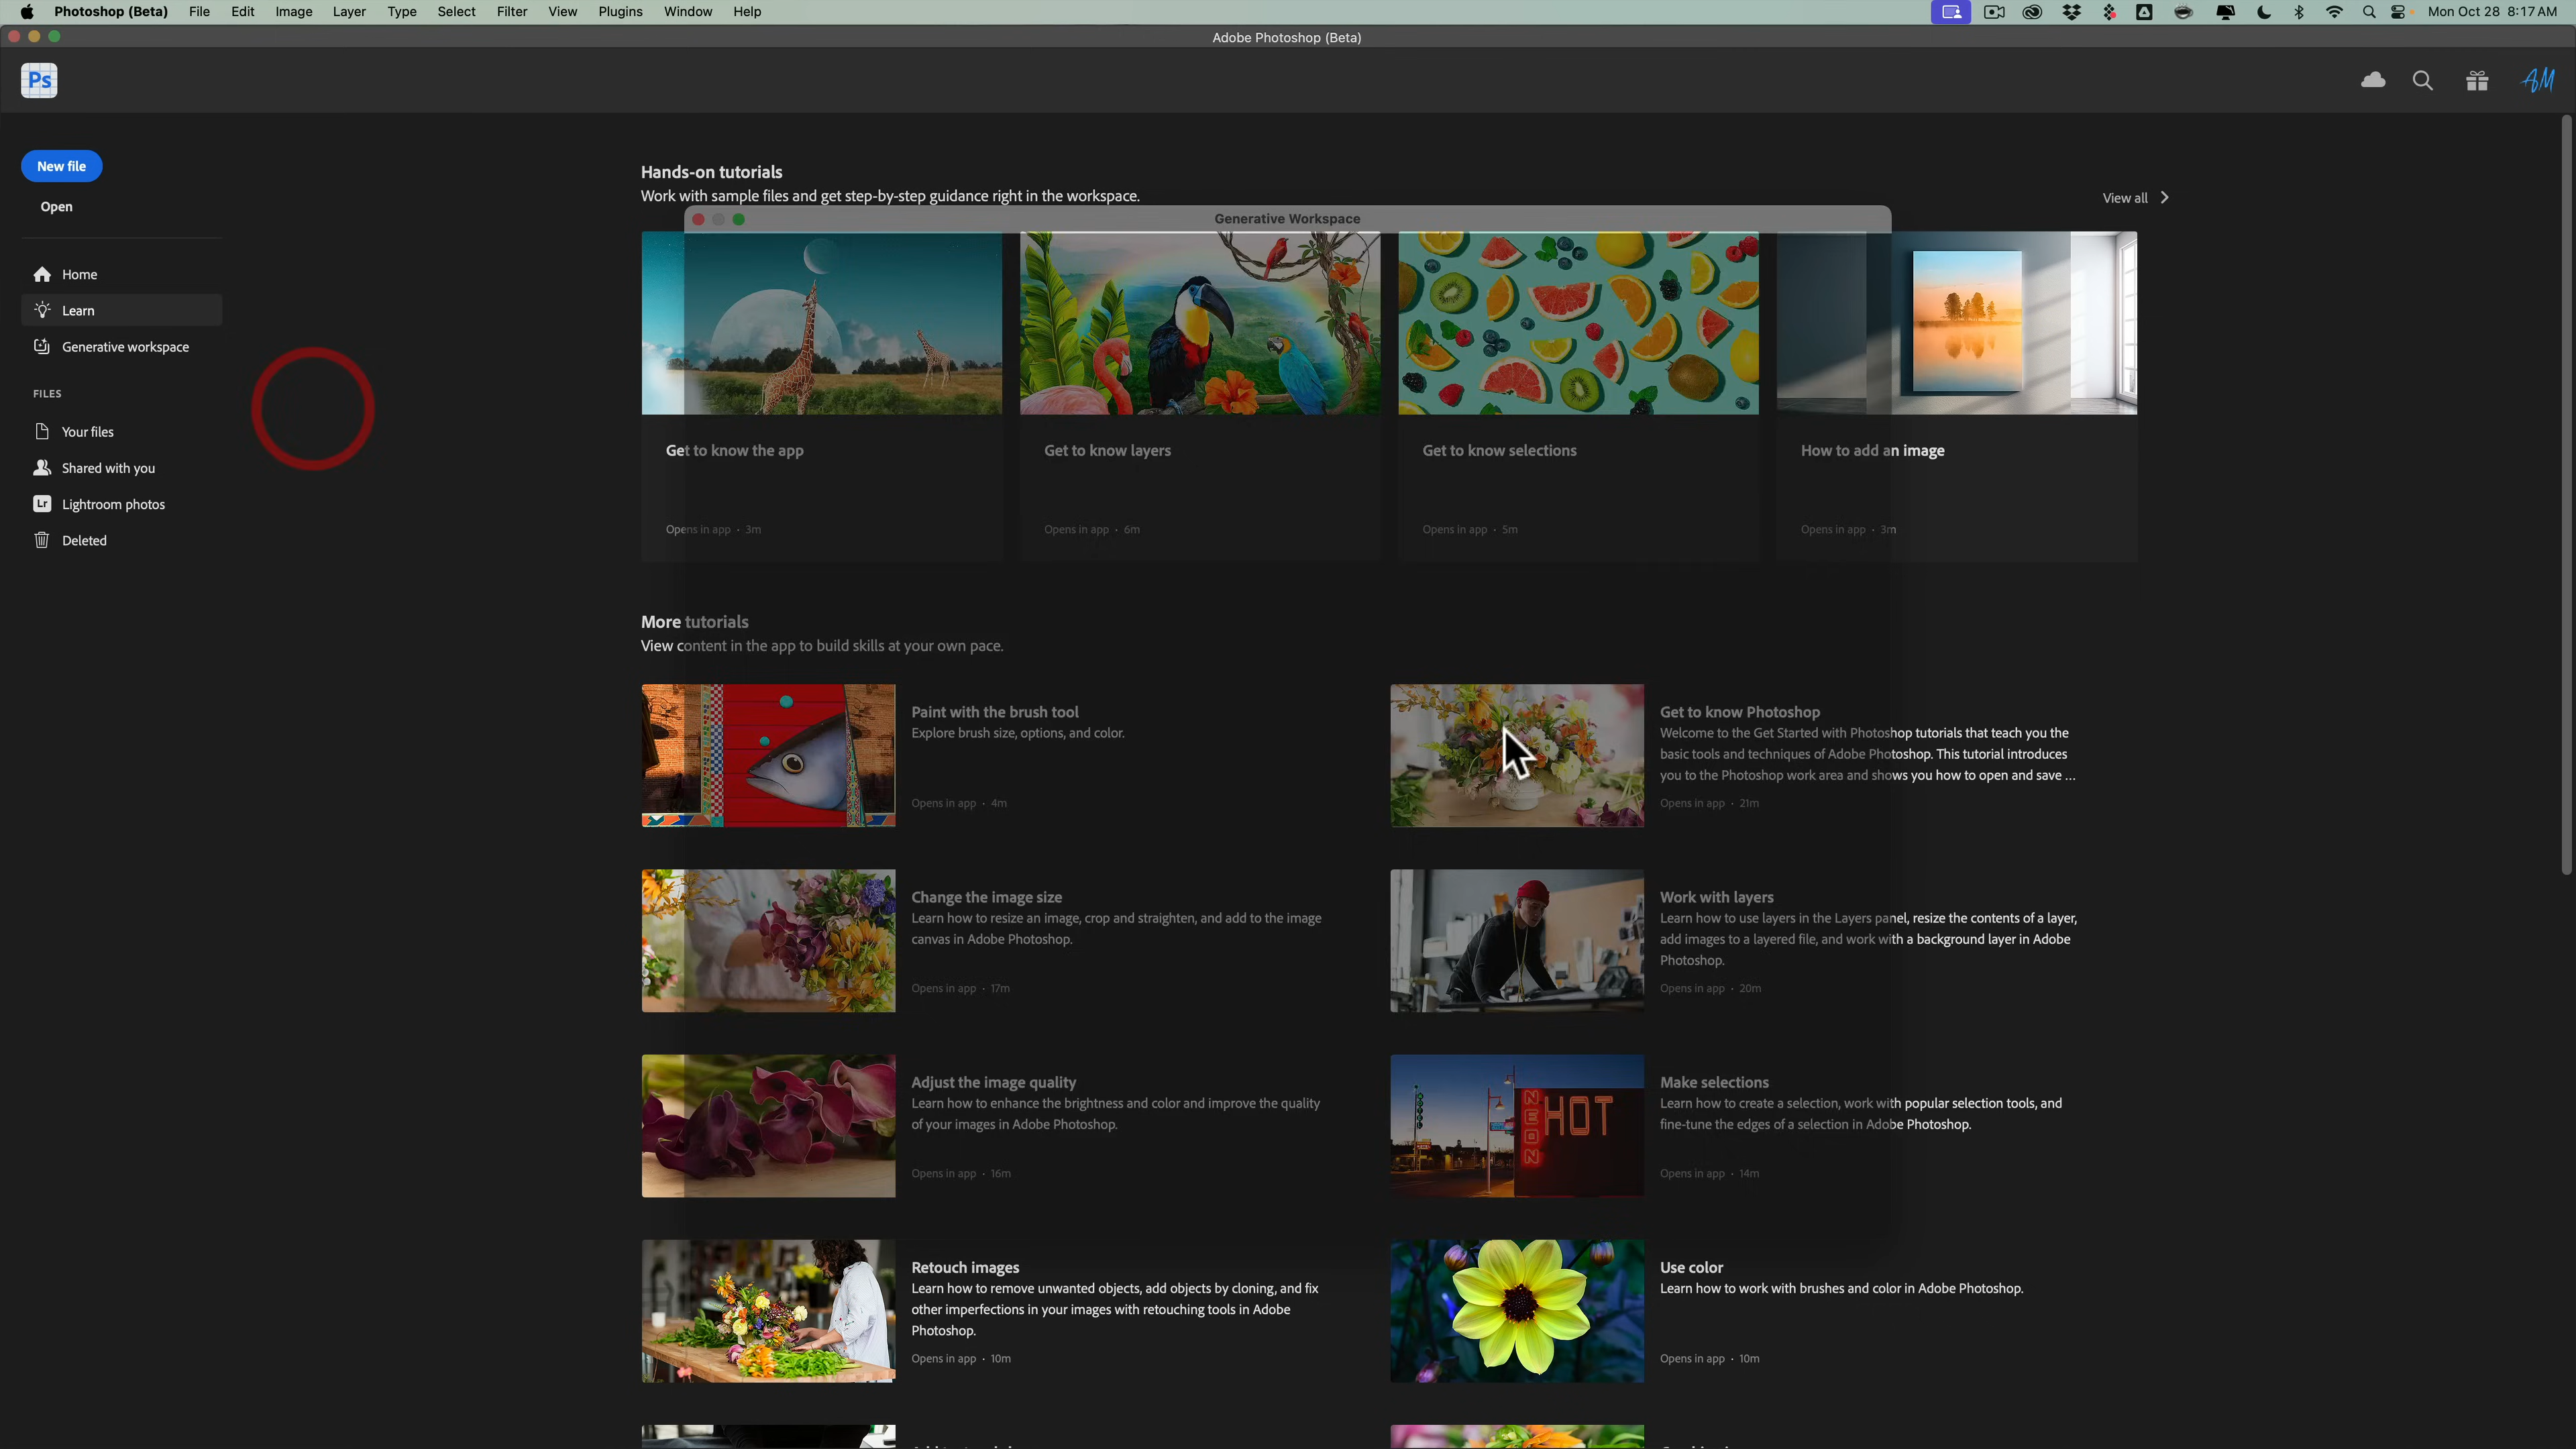 Photoshop (Beta) File Edit Image Layer Type Select Filter View Plugins Window Help Mon Oct 28 8:17 AM
Adobe Photoshop (Beta)
Ps
New file
Open
Home
Learn
Generative workspace
FILES
Your files
Shared with you
Lr Lightroom photos
Deleted
Hands-on tutorials
Work with sample files and get step-by-step guidance right in the workspace.
View all
Generative Workspace
Get to know the app
Opens in app · 3m
Get to know layers
Opens in app · 6m
Get to know selections
Opens in app · 5m
How to add an image
Opens in app · 3m
More tutorials
View content in the app to build skills at your own pace.
Paint with the brush tool
Explore brush size, options, and color.
Opens in app · 4m
Get to know Photoshop
Welcome to the Get Started with Photoshop tutorials that teach you the
basic tools and techniques of Adobe Photoshop. This tutorial introduces
you to the Photoshop work area and shows you how to open and save ...
Opens in app · 21m
Change the image size
Learn how to resize an image, crop and straighten, and add to the image
canvas in Adobe Photoshop.
Opens in app · 17m
Work with layers
Learn how to use layers in the Layers panel, resize the contents of a layer,
add images to a layered file, and work with a background layer in Adobe
Photoshop.
Opens in app · 20m
Adjust the image quality
Learn how to enhance the brightness and color and improve the quality
of your images in Adobe Photoshop.
Opens in app · 16m
NEON
HOT
Make selections
Learn how to create a selection, work with popular selection tools, and
fine-tune the edges of a selection in Adobe Photoshop.
Opens in app · 14m
Retouch images
Learn how to remove unwanted objects, add objects by cloning, and fix
other imperfections in your images with retouching tools in Adobe
Photoshop.
Opens in app · 10m
Use color
Learn how to work with brushes and color in Adobe Photoshop.
Opens in app · 10m